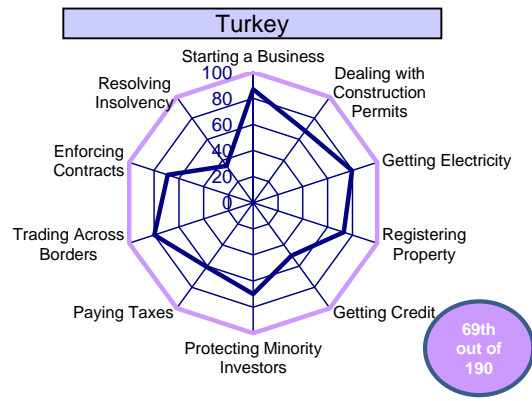 Turkey
Starting a Business
100
80
60
40
20
0
Dealing with
Construction
Permits
Getting Electricity
Registering
Property
Getting Credit
Protecting Minority
Investors
Paying Taxes
Trading Across
Borders
Enforcing
Contracts
Resolving
Insolvency
69th
out of
190